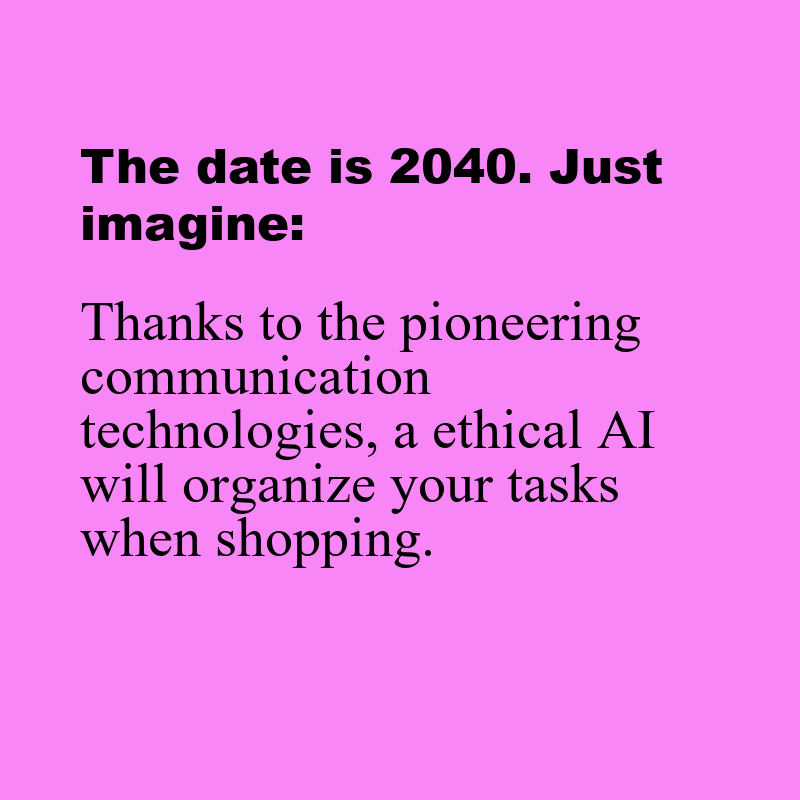 The date is 2040. Just
imagine:
Thanks to the pioneering
communication
technologies, a ethical AI
will organize your tasks
when shopping.